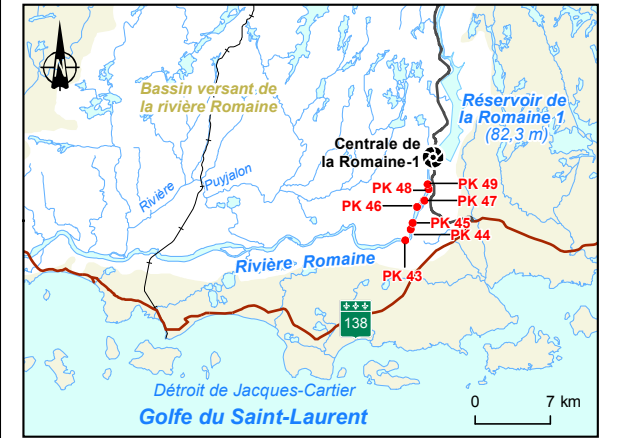 Bassin versant de
la rivière Romaine
Réservoir de
la Romaine 1
(82,3 m)
Centrale de
la Romaine-1
Rivière
Puyjalon
PK 49
PK 48
PK 47
PK 46
PK 45
PK 44
PK 43
Rivière Romaine
138
Détroit de Jacques-Cartier
Golfe du Saint-Laurent
0 7 km